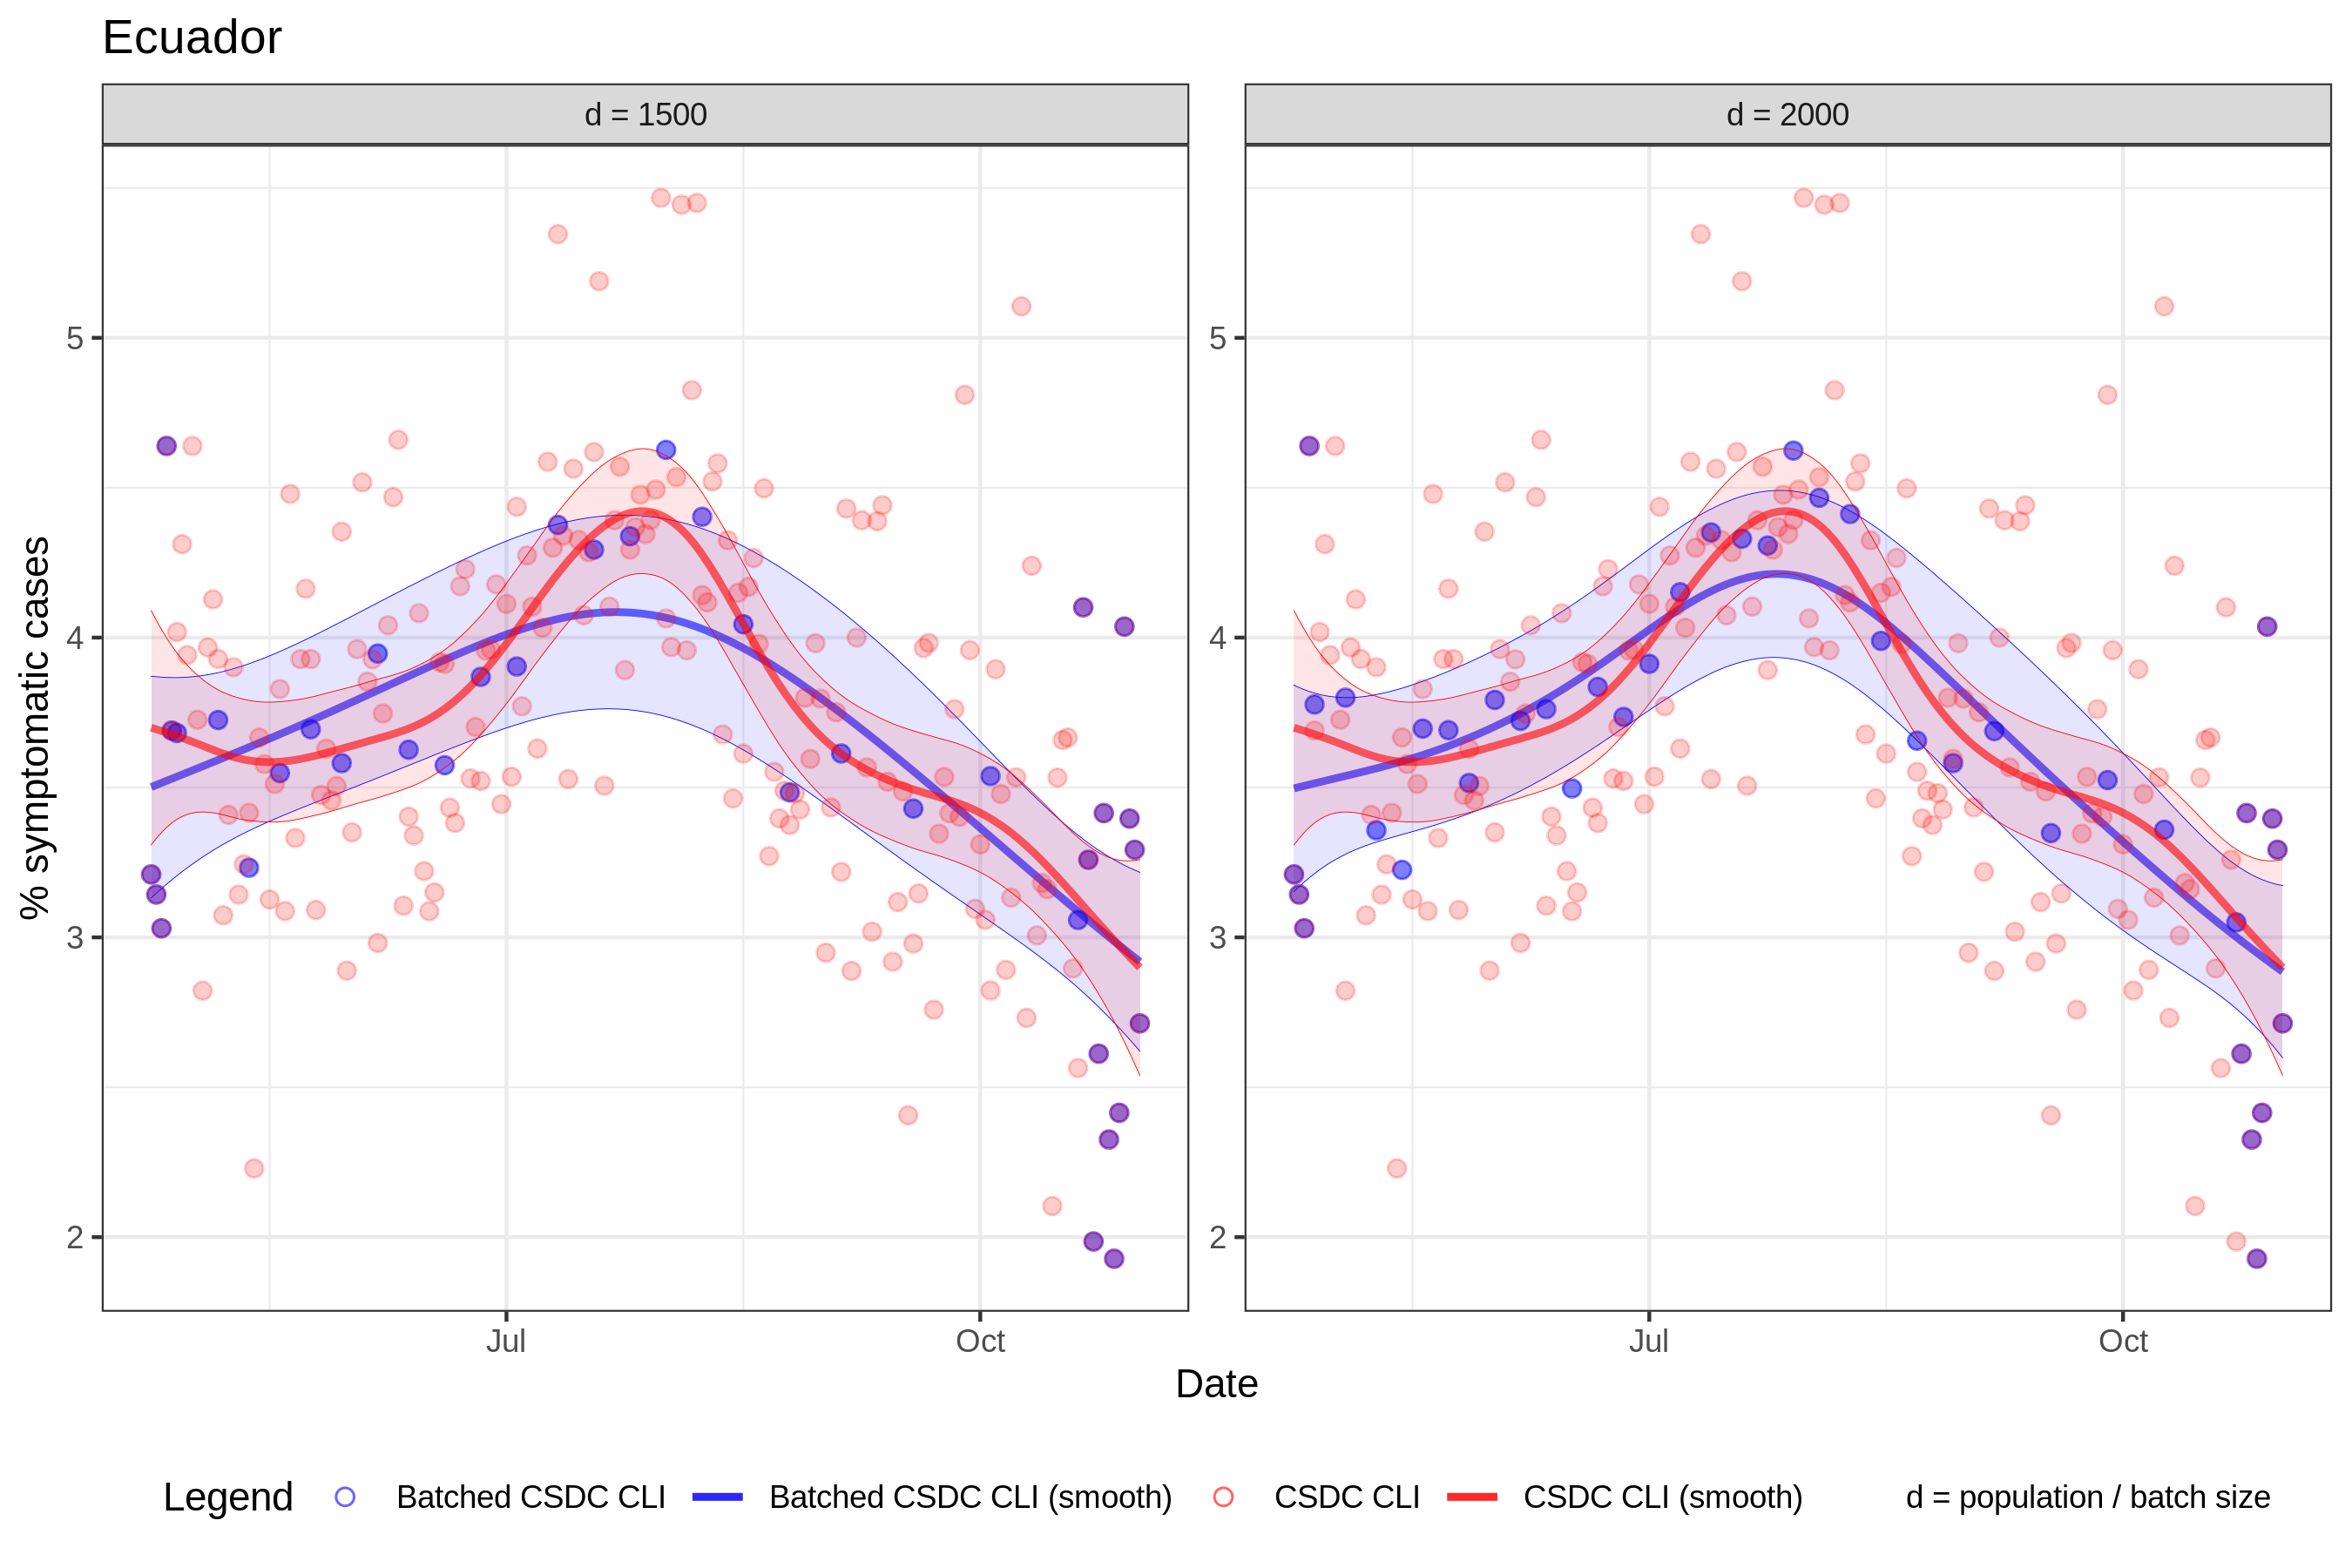 Ecuador
d = 1500
d = 2000
% symptomatic cases
5
4
3
2
5
4
3
2
Jul
Oct
Jul
Oct
Date
Legend
Batched CSDC CLI
Batched CSDC CLI (smooth)
CSDC CLI
CSDC CLI (smooth)
d = population / batch size